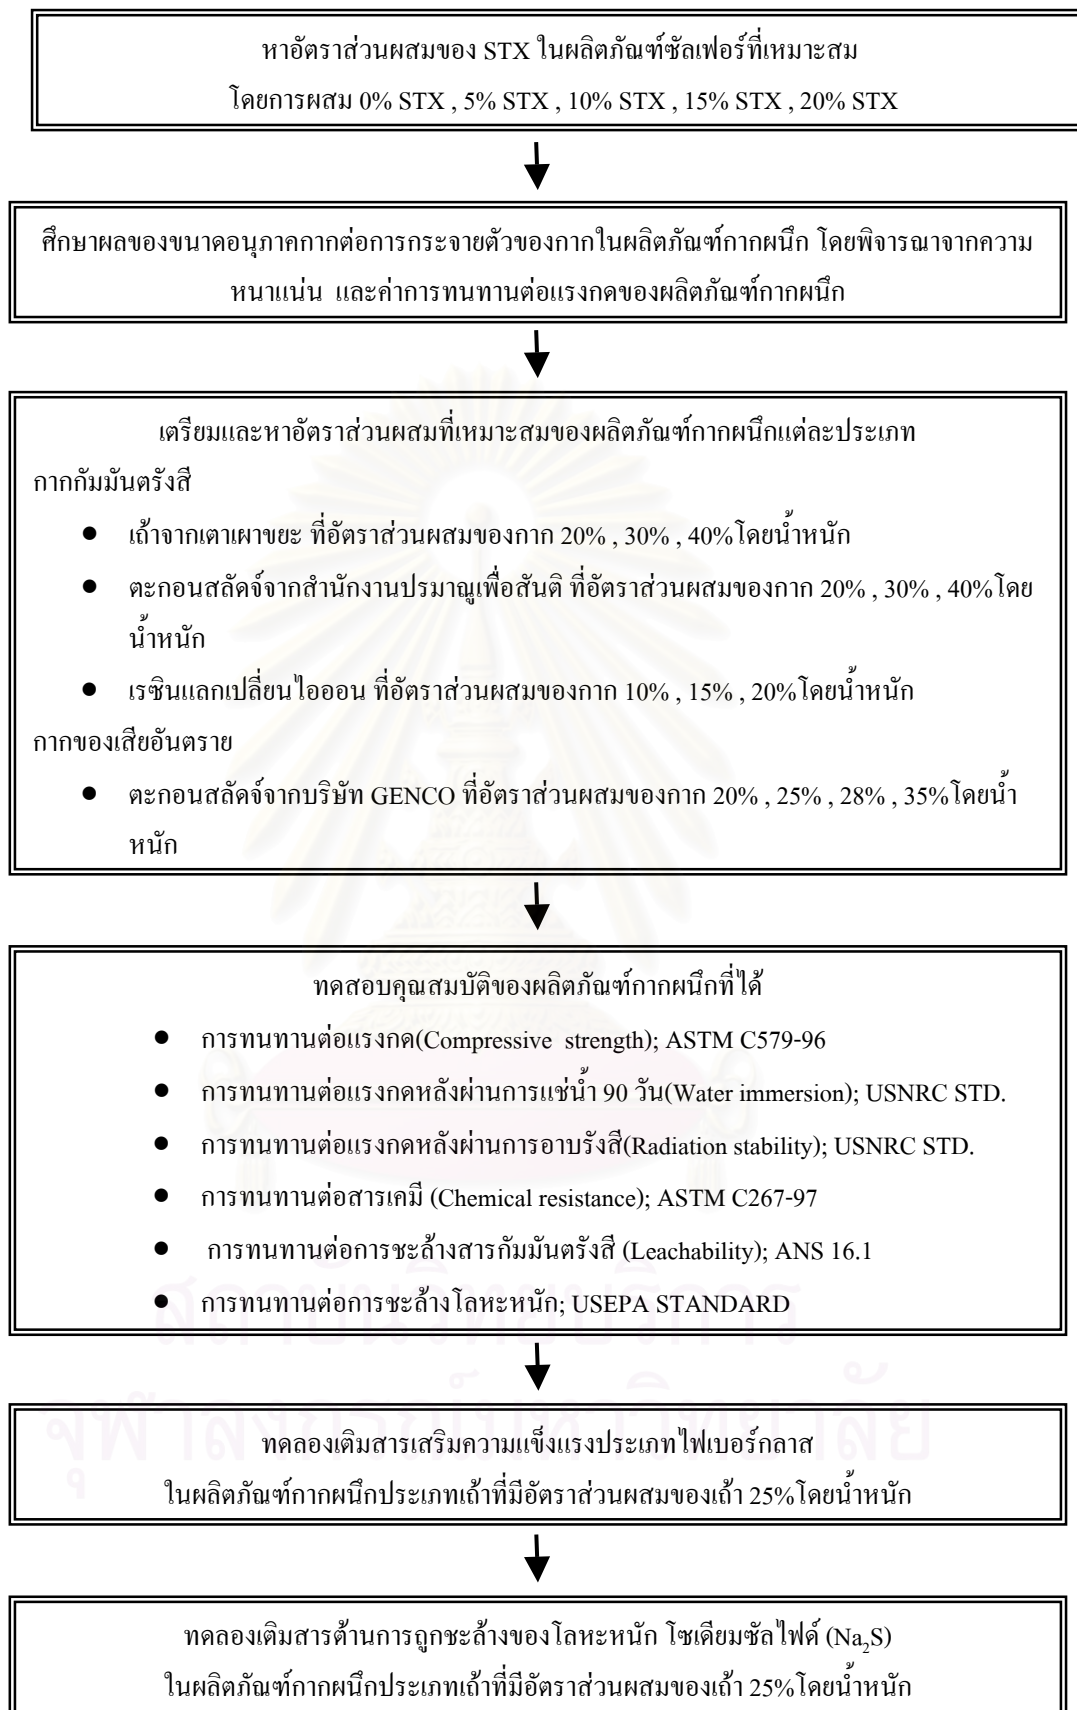 หาอัตราส่วนผสมของ STX ในผลิตภัณฑ์ซัลเฟอร์ที่เหมาะสม
โดยการผสม 0% STX , 5% STX , 10% STX , 15% STX , 20% STX
ศึกษาผลของขนาดอนุภาคกากต่อการกระจายตัวของกากในผลิตภัณฑ์กากผนึก โดยพิจารณาจากความ
หนาแน่น และค่าการทนทานต่อแรงกดของผลิตภัณฑ์กากผนึก
เตรียมและหาอัตราส่วนผสมที่เหมาะสมของผลิตภัณฑ์กากผนึกแต่ละประเภท
กากกัมมันตรังสี
● เถ้าจากเตาเผาขยะ ที่อัตราส่วนผสมของกาก 20% , 30% , 40%โดยน้ำหนัก
● ตะกอนสลัดจ์จากสำนักงานปรมาณูเพื่อสันติ ที่อัตราส่วนผสมของกาก 20% , 30% , 40%โดย
น้ำหนัก
● เรซินแลกเปลี่ยนไอออน ที่อัตราส่วนผสมของกาก 10% , 15% , 20%โดยน้ำหนัก
กากของเสียอันตราย
● ตะกอนสลัดจ์จากบริษัท GENCO ที่อัตราส่วนผสมของกาก 20% , 25% , 28% , 35%โดยน้ำ
หนัก
ทดสอบคุณสมบัติของผลิตภัณฑ์กากผนึกที่ได้
● การทนทานต่อแรงกด(Compressive strength); ASTM C579-96
● การทนทานต่อแรงกดหลังผ่านการแช่น้ำ 90 วัน(Water immersion); USNRC STD.
● การทนทานต่อแรงกดหลังผ่านการอาบรังสี(Radiation stability); USNRC STD.
● การทนทานต่อสารเคมี (Chemical resistance); ASTM C267-97
● การทนทานต่อการชะล้างสารกัมมันตรังสี (Leachability); ANS 16.1
● การทนทานต่อการชะล้างโลหะหนัก; USEPA STANDARD
สถาบันวิทยบริการ
จุฬาลงกรณ์มหาวิทยาลัย
ทดลองเติมสารเสริมความแข็งแรงประเภทไฟเบอร์กลาส
ในผลิตภัณฑ์กากผนึกประเภทเถ้าที่มีอัตราส่วนผสมของเถ้า 25%โดยน้ำหนัก
ทดลองเติมสารต้านการถูกชะล้างของโลหะหนัก โซเดียมซัลไฟด์ (Na₂S)
ในผลิตภัณฑ์กากผนึกประเภทเถ้าที่มีอัตราส่วนผสมของเถ้า 25%โดยน้ำหนัก